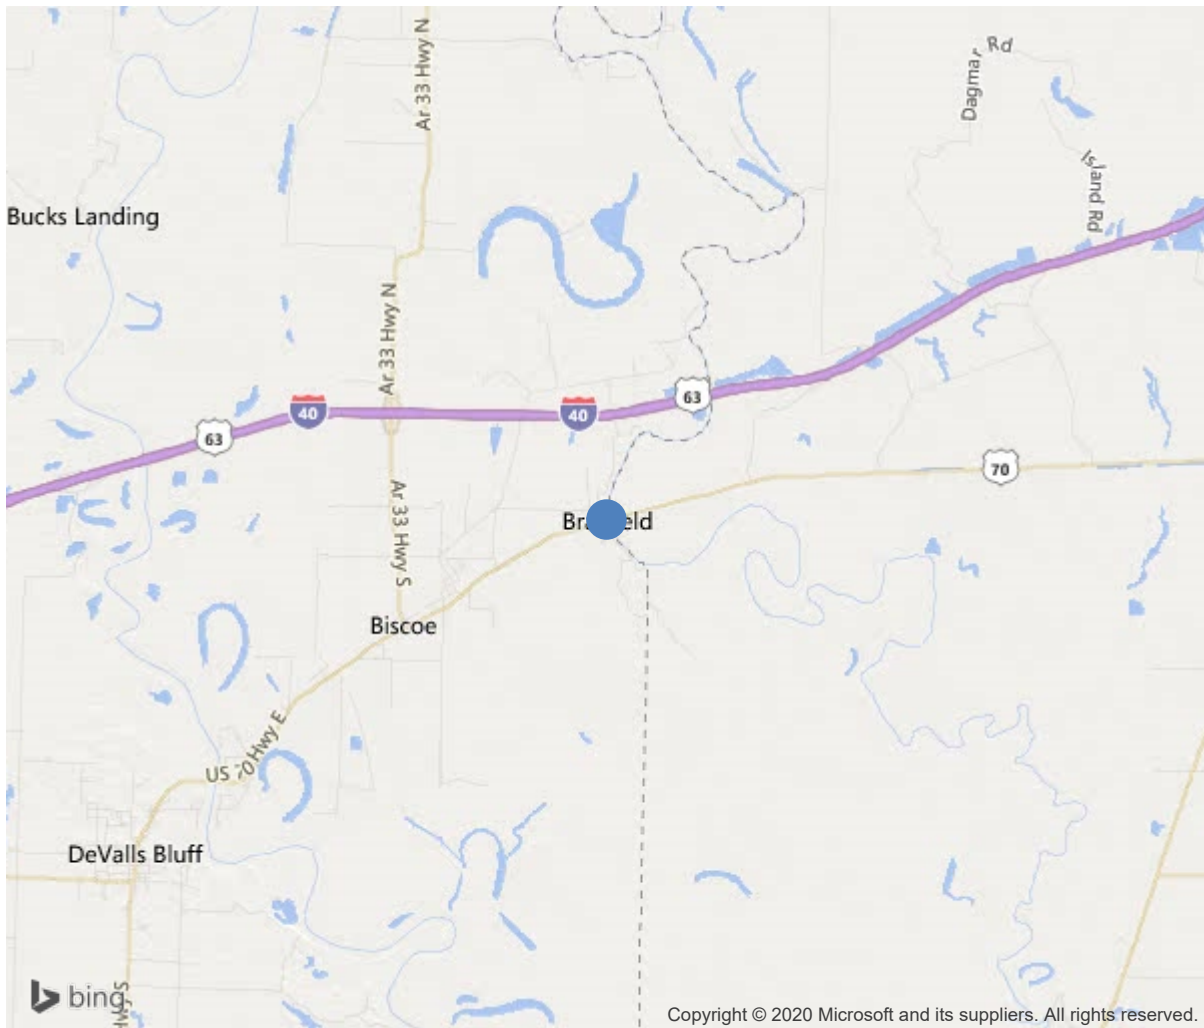 Ar 33 Hwy N
Dagmar Rd
Island Rd
Bucks Landing
Ar 33 Hwy N
40
40
63
63
70
Ar 33 Hwy S
Biscoe
US 70 Hwy E
DeValls Bluff
bing
Hwy S
Copyright © 2020 Microsoft and its suppliers. All rights reserved.